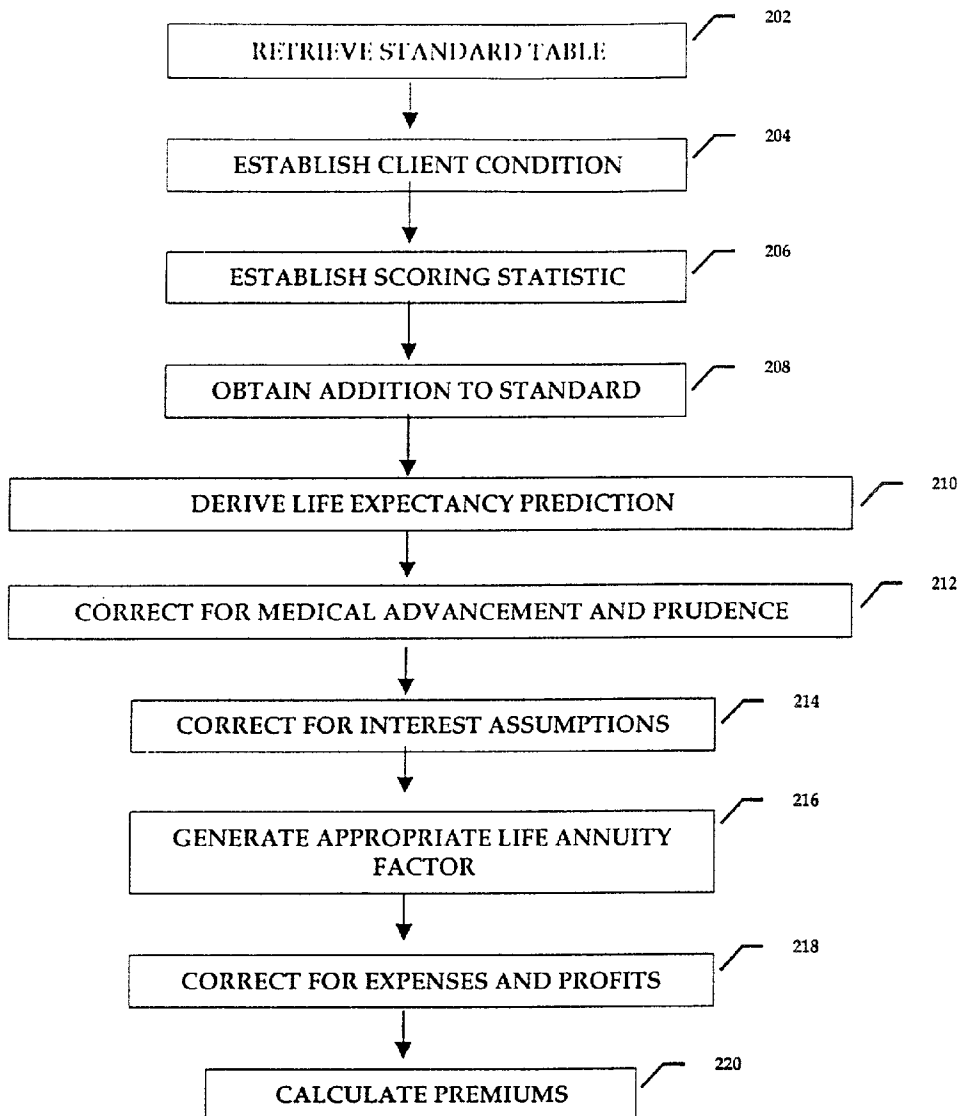 202
RETRIEVE STANDARD TABLE
204
ESTABLISH CLIENT CONDITION
206
ESTABLISH SCORING STATISTIC
208
OBTAIN ADDITION TO STANDARD
210
DERIVE LIFE EXPECTANCY PREDICTION
212
CORRECT FOR MEDICAL ADVANCEMENT AND PRUDENCE
214
CORRECT FOR INTEREST ASSUMPTIONS
216
GENERATE APPROPRIATE LIFE ANNUITY
FACTOR
218
CORRECT FOR EXPENSES AND PROFITS
220
CALCULATE PREMIUMS